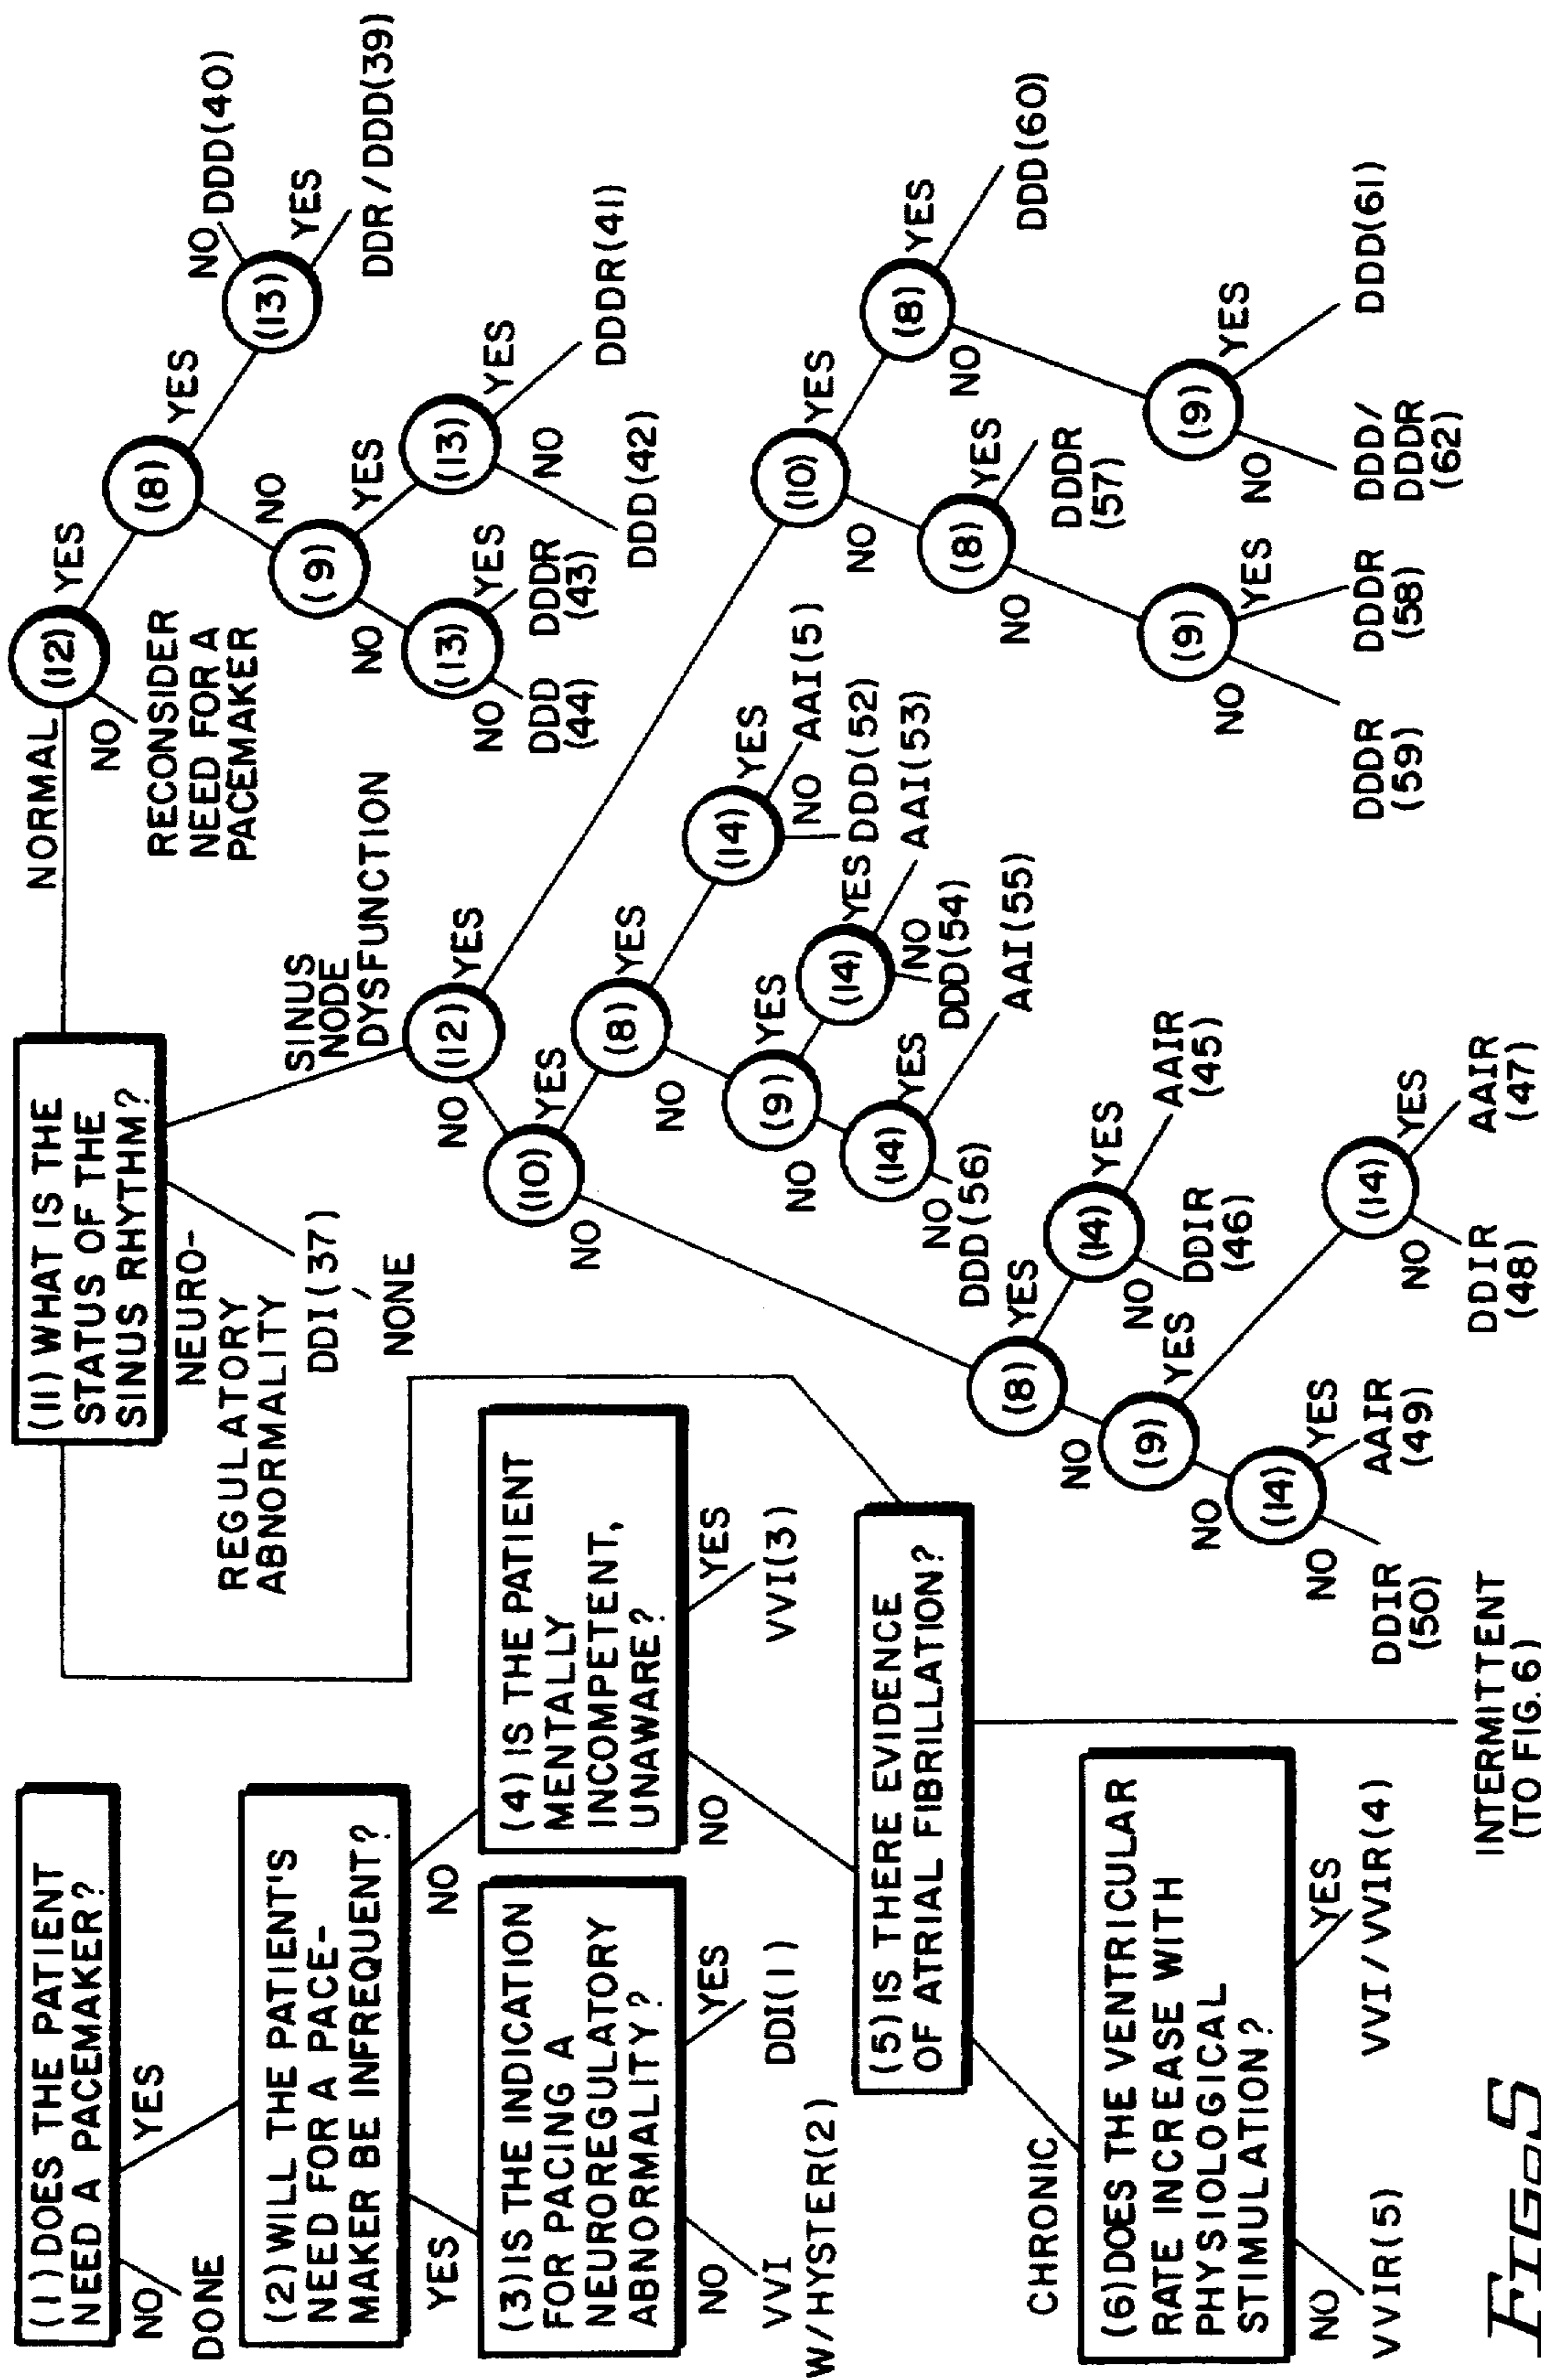 (1) DOES THE PATIENT
NEED A PACEMAKER?
NO
YES
DONE
(2) WILL THE PATIENT'S
NEED FOR A PACE-
MAKER BE INFREQUENT?
YES
NO
(3) IS THE INDICATION
FOR PACING A
NEUROREGULATORY
ABNORMALITY?
NO
YES
VVI
W/HYSTER(2)
DDI(1)
(4) IS THE PATIENT
MENTALLY
INCOMPETENT,
UNAWARE?
NO
YES
VVI(3)
(5) IS THERE EVIDENCE
OF ATRIAL FIBRILLATION?
CHRONIC
INTERMITTENT
(TO FIG. 6)
(6) DOES THE VENTRICULAR
RATE INCREASE WITH
PHYSIOLOGICAL
STIMULATION?
NO
YES
VVIR(5)
VVI/VVIR(4)
(11) WHAT IS THE
STATUS OF THE
SINUS RHYTHM?
NEURO-
REGULATORY
ABNORMALITY
DDI(37)
NONE
SINUS
NODE
DYSFUNCTION
NORMAL
(12)
NO
YES
RECONSIDER
NEED FOR A
PACEMAKER
(8)
YES
NO
(13)
NO
DDD(40)
YES
DDR/DDD(39)
(9)
NO
YES
(13)
YES
DDDR(41)
NO
DDD(42)
(13)
NO
YES
DDD
(44)
DDDR
(43)
(12)
NO
YES
(10)
YES
NO
(8)
YES
NO
(14)
YES
AAI(5)
NO
DDD(52)
(9)
YES
NO
(14)
YES
AAI(53)
NO
DDD(54)
(14)
YES
AAI(55)
NO
DDD(56)
(8)
YES
NO
(14)
YES
AAIR
(45)
NO
DDIR
(46)
(9)
YES
NO
(14)
YES
AAIR
(47)
NO
DDIR
(48)
(14)
YES
AAIR
(49)
NO
DDIR
(50)
(10)
YES
NO
(8)
YES
DDD(60)
NO
(9)
YES
DDD(61)
NO
DDD/
DDDR
(62)
(8)
YES
DDDR
(57)
NO
(9)
YES
DDDR
(58)
NO
DDDR
(59)
FIG. 5